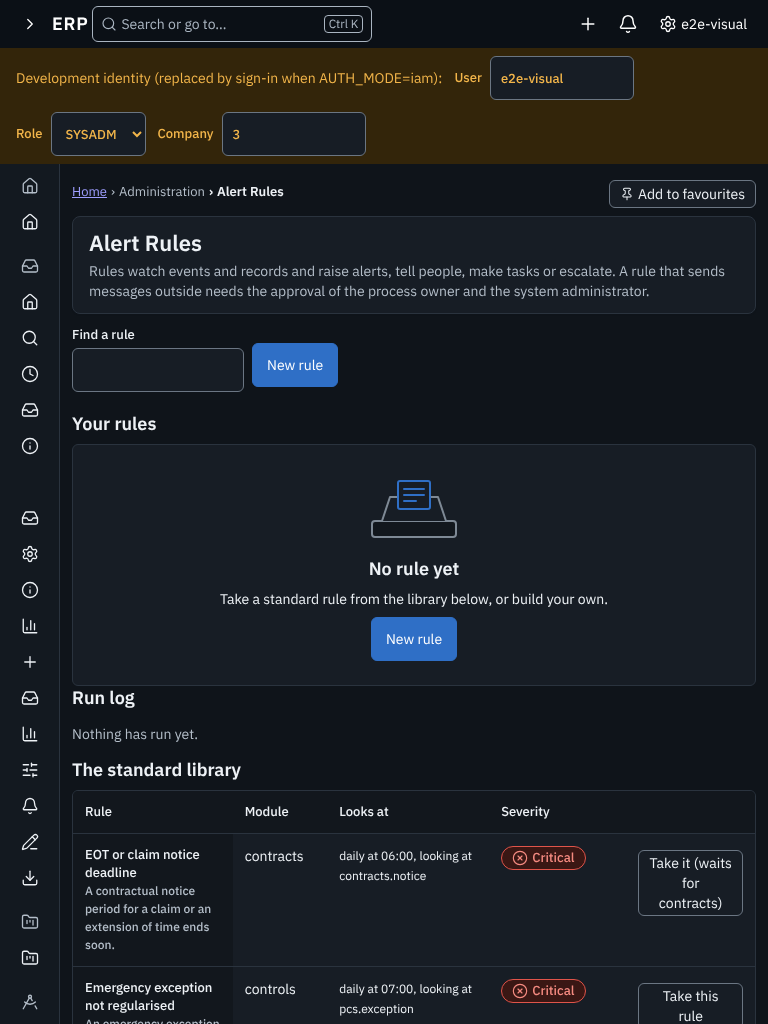 ERP
Search or go to...
Ctrl K
e2e-visual
Development identity (replaced by sign-in when AUTH_MODE=iam):
User
e2e-visual
Role
SYSADM
Company
3
Home › Administration › Alert Rules
Add to favourites
Alert Rules
Rules watch events and records and raise alerts, tell people, make tasks or escalate. A rule that sends
messages outside needs the approval of the process owner and the system administrator.
Find a rule
New rule
Your rules
No rule yet
Take a standard rule from the library below, or build your own.
New rule
Run log
Nothing has run yet.
The standard library
Rule
Module
Looks at
Severity
EOT or claim notice
deadline
A contractual notice
period for a claim or an
extension of time ends
soon.
contracts
daily at 06:00, looking at
contracts.notice
Critical
Take it (waits
for
contracts)
Emergency exception
not regularised
An emergency exception
controls
daily at 07:00, looking at
pcs.exception
Critical
Take this
rule